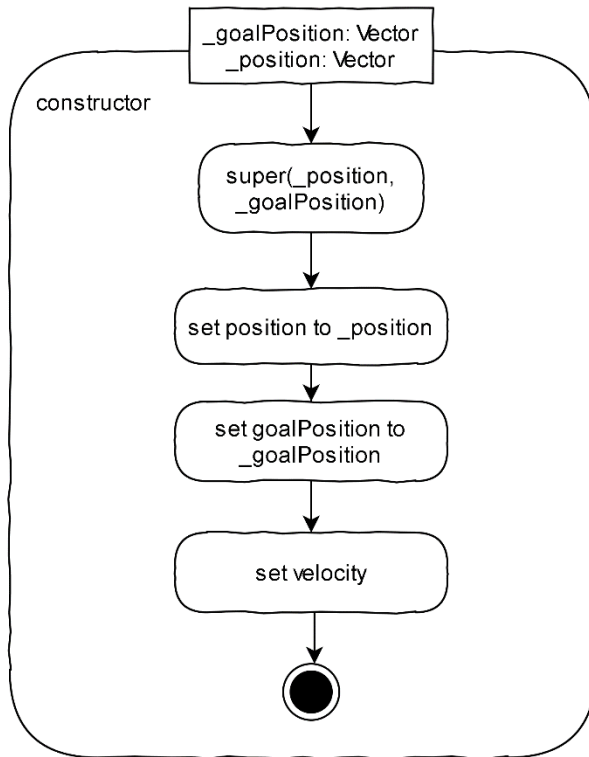 _goalPosition: Vector
_position: Vector
constructor
super(_position,
_goalPosition)
set position to _position
set goalPosition to
_goalPosition
set velocity